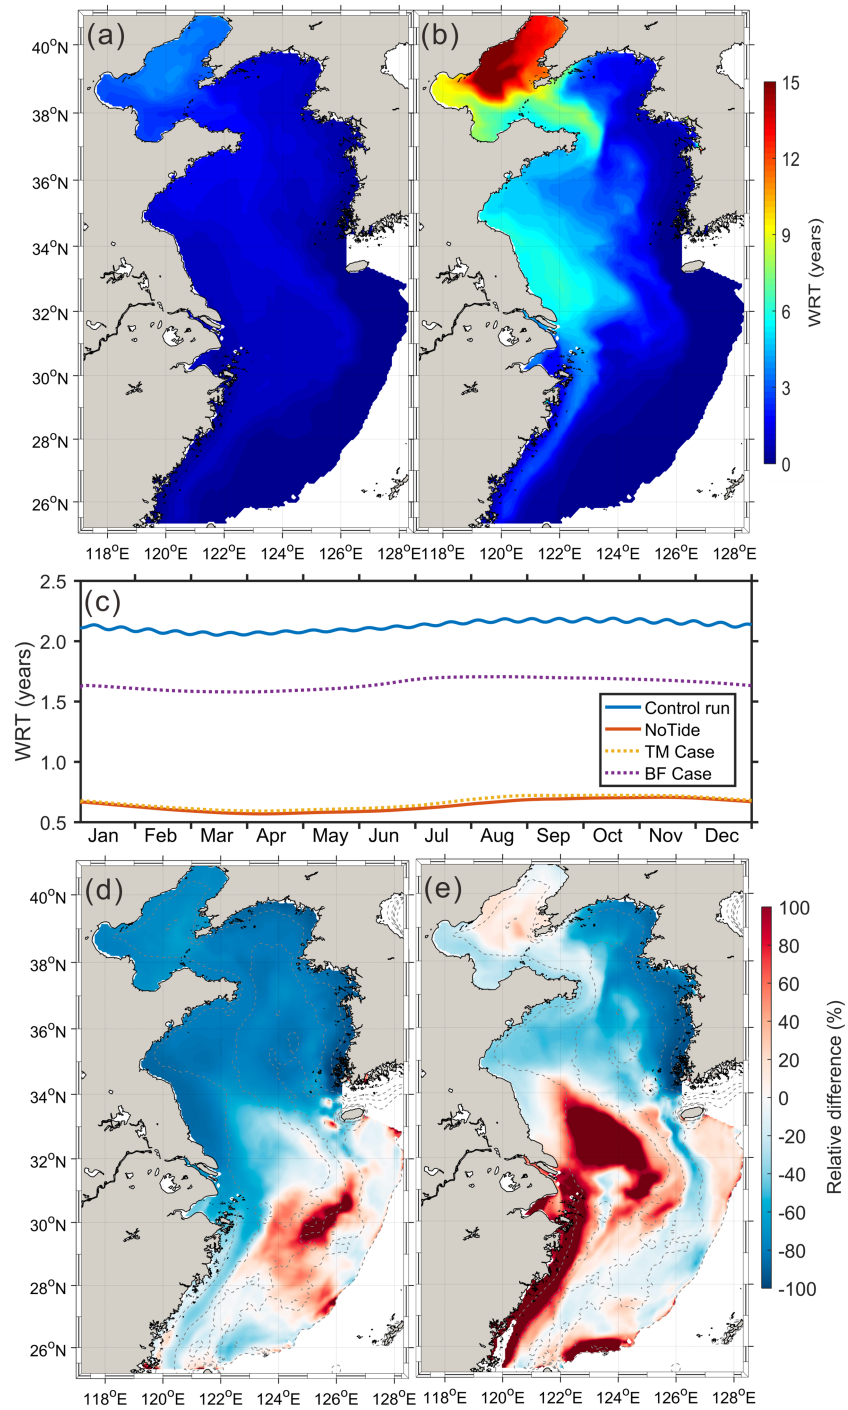 (a)
(b)
40°N
38°N
36°N
34°N
32°N
30°N
28°N
26°N
118°E 120°E 122°E 124°E 126°E 128°E
118°E 120°E 122°E 124°E 126°E 128°E
15
12
9
6
3
0
WRT (years)
(c)
2.5
2.0
1.5
1.0
0.5
WRT (years)
Control run
NoTide
TM Case
BF Case
Jan Feb Mar Apr May Jun Jul Aug Sep Oct Nov Dec
(d)
(e)
40°N
38°N
36°N
34°N
32°N
30°N
28°N
26°N
118°E 120°E 122°E 124°E 126°E 128°E
118°E 120°E 122°E 124°E 126°E 128°E
100
80
60
40
20
0
-20
-40
-60
-80
-100
Relative difference (%)